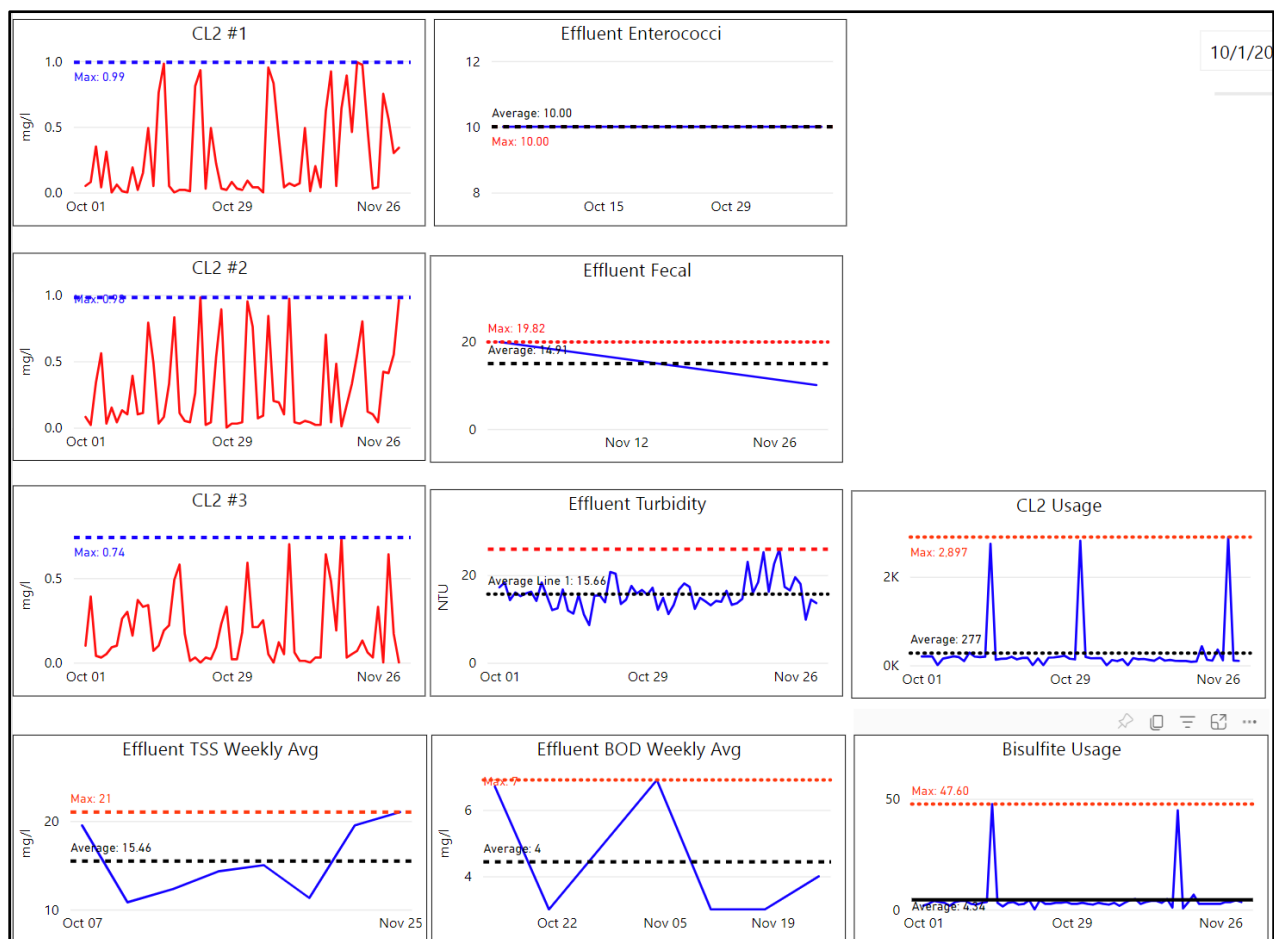 CL2 #1
1.0
Max: 0.99
0.5
mg/l
0.0
Oct 01
Oct 29
Nov 26
Effluent Enterococci
12
Average: 10.00
10
Max: 10.00
8
Oct 15
Oct 29
10/1/20
CL2 #2
1.0
Max: 0.98
0.5
mg/l
0.0
Oct 01
Oct 29
Nov 26
Effluent Fecal
Max: 19.82
20
Average: 14.91
0
Nov 12
Nov 26
CL2 #3
Max: 0.74
0.5
mg/l
0.0
Oct 01
Oct 29
Nov 26
Effluent Turbidity
20
Average Line 1: 15.66
NTU
0
Oct 01
Oct 29
Nov 26
CL2 Usage
Max: 2.897
2K
Average: 277
0K
Oct 01
Oct 29
Nov 26
Effluent TSS Weekly Avg
Max: 21
20
mg/l
Average: 15.46
10
Oct 07
Nov 25
Effluent BOD Weekly Avg
Max: 7
6
mg/l
Average: 4
4
Oct 22
Nov 05
Nov 19
Bisulfite Usage
50
Max: 47.60
0
Average: 4.34
Oct 01
Oct 29
Nov 26